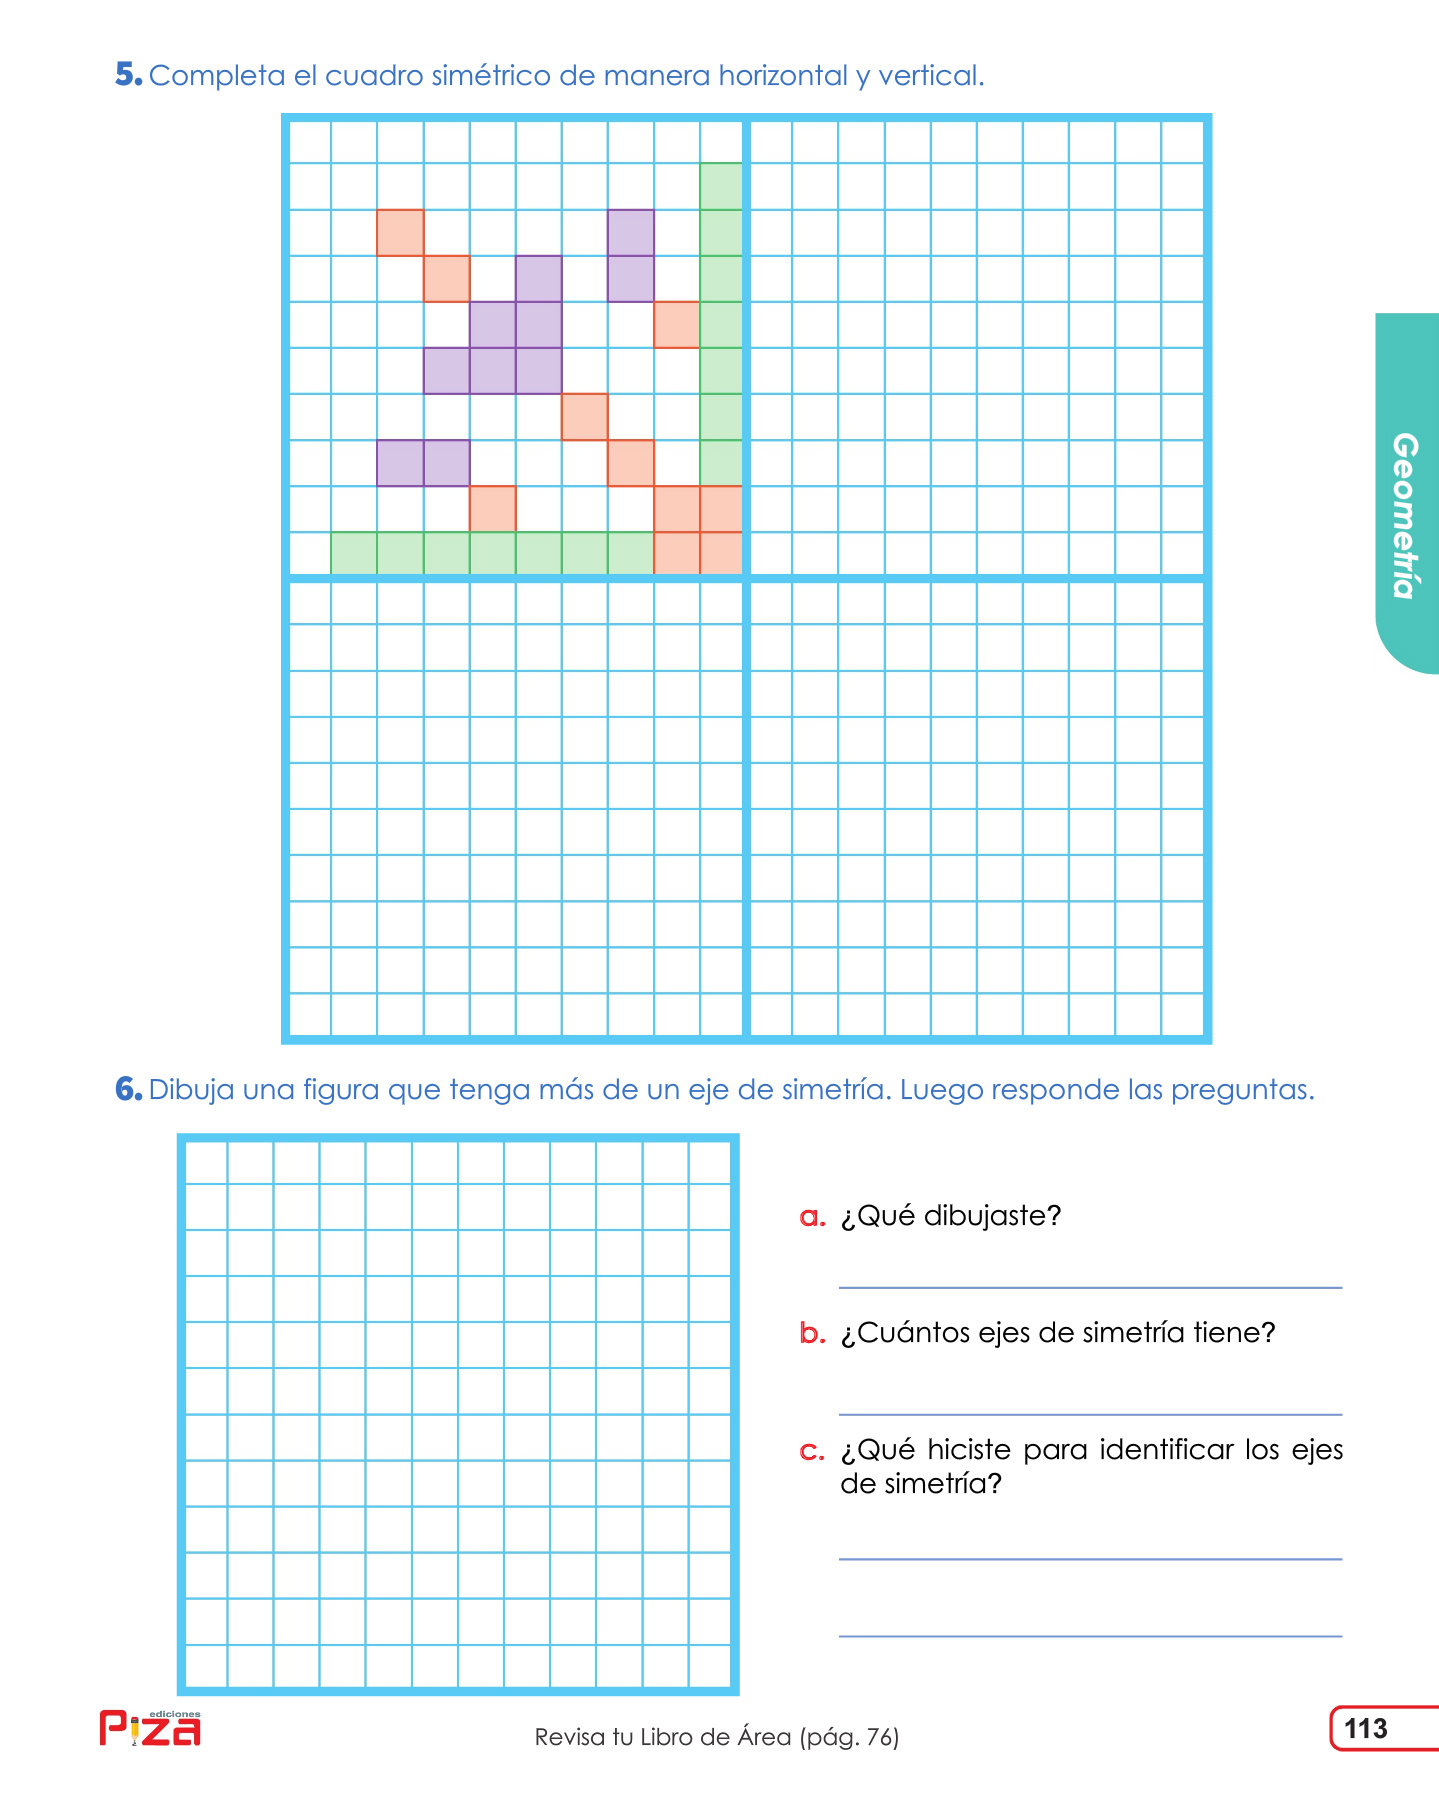 5. Completa el cuadro simétrico de manera horizontal y vertical.
Geometría
6. Dibuja una figura que tenga más de un eje de simetría. Luego responde las preguntas.
a. ¿Qué dibujaste?
b. ¿Cuántos ejes de simetría tiene?
c. ¿Qué hiciste para identificar los ejes
de simetría?
ediciones
Piza
Revisa tu Libro de Área (pág. 76)
113